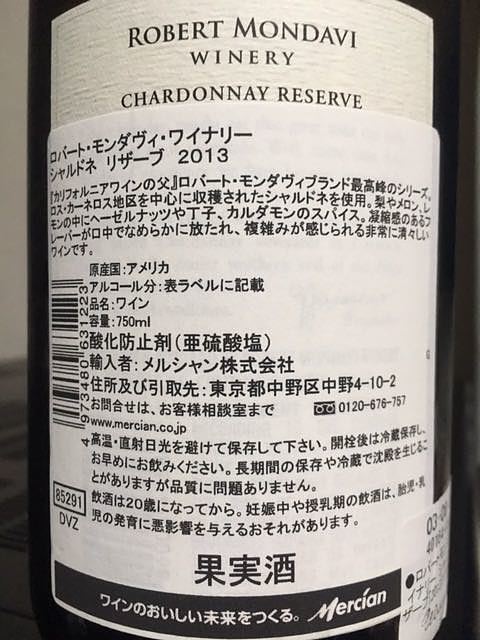 ROBERT MONDAVI
WINERY
CHARDONNAY RESERVE
ロバート・モンダヴィ・ワイナリー
シャルドネ リザーブ 2013
『カリフォルニアワインの父』ロバート・モンダヴィブランド最高峰のシリーズ。
ロス・カーネロス地区を中心に収穫されたシャルドネを使用。梨やメロン、レ
モンの中にヘーゼルナッツや丁子、カルダモンのスパイス。凝縮感のあるフ
レーバーが口中でなめらかに放たれ、複雑みが感じられる非常に清々しい
ワインです。
原産国:アメリカ
アルコール分:表ラベルに記載
品名:ワイン
容量:750ml
酸化防止剤(亜硫酸塩)
輸入者:メルシャン株式会社
住所及び引取先:東京都中野区中野4-10-2
お問合せは、お客様相談室まで 0120-676-757
www.mercian.co.jp
4 973480 631223
高温・直射日光を避けて保存して下さい。開栓後は冷蔵保存し、
お早めにお飲みください。長期間の保存や冷蔵で沈殿を生じるこ
とがありますが品質に問題ありません。
85291
DVZ
飲酒は20歳になってから。妊娠中や授乳期の飲酒は、胎児・乳
児の発育に悪影響を与えるおそれがあります。
果実酒
ワインのおいしい未来をつくる。 Mercian
●ロバート